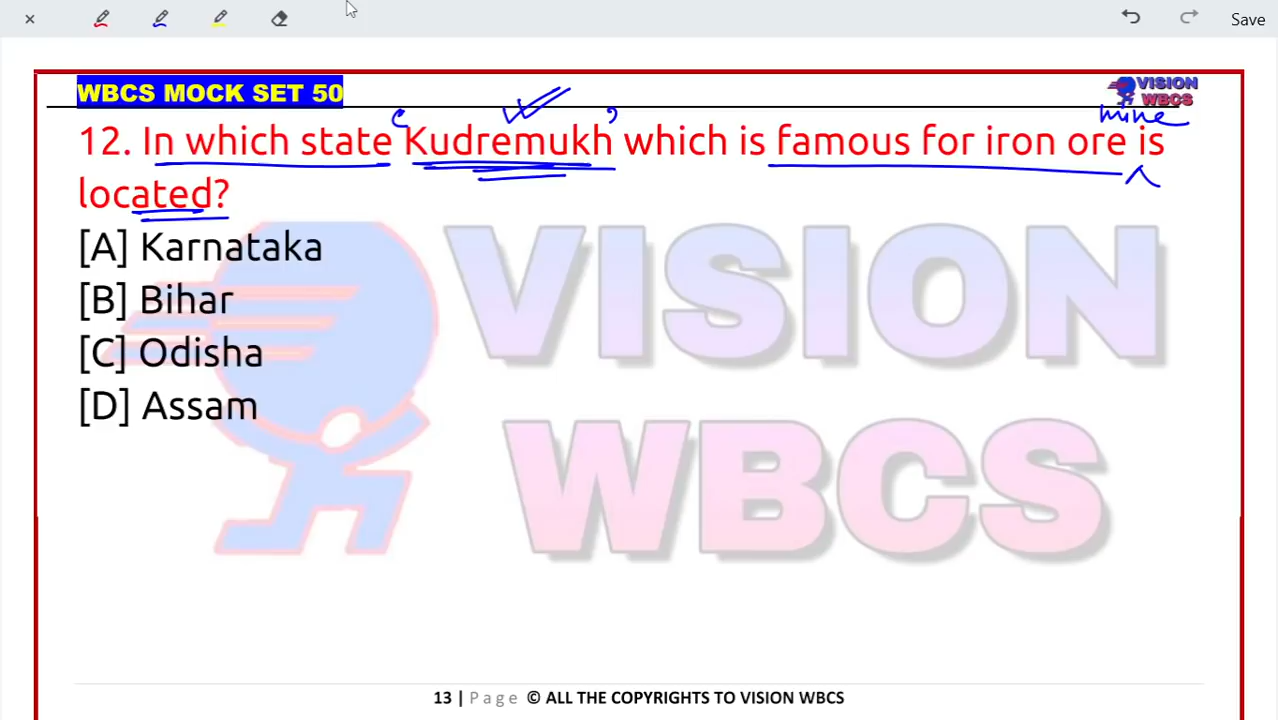 Save
WBCS MOCK SET 50
VISION
WBCS
mine
12. In which state ‘Kudremukh’ which is famous for iron ore is
located?
[A] Karnataka
[B] Bihar
[C] Odisha
[D] Assam
VISION
WBCS
13 | Page © ALL THE COPYRIGHTS TO VISION WBCS